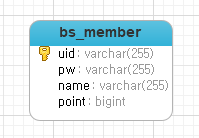 bs_member
uid : varchar(255)
pw : varchar(255)
name : varchar(255)
point : bigint